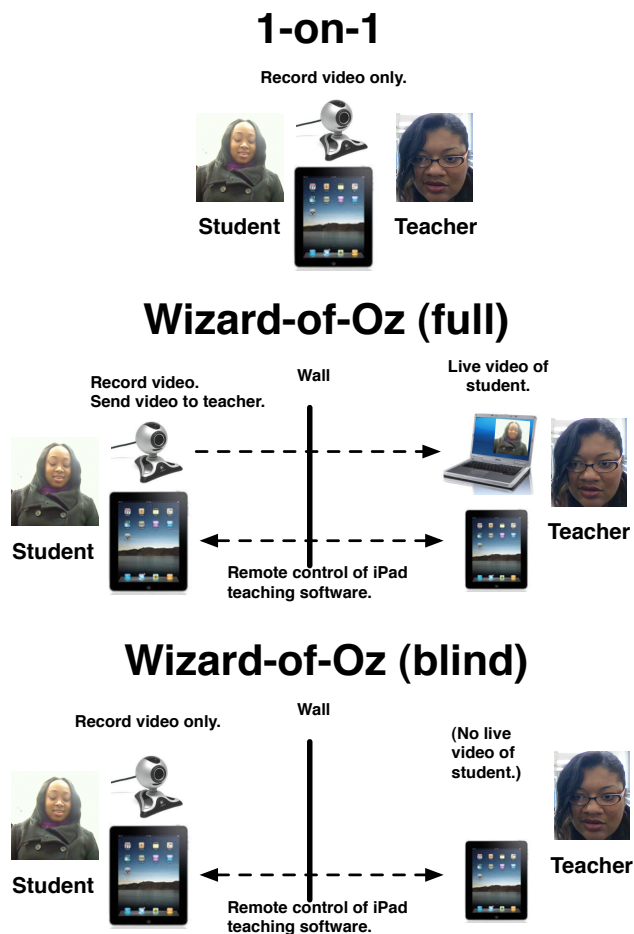 1-on-1
Record video only.
Student
Teacher
Wizard-of-Oz (full)
Record video.
Send video to teacher.
Wall
Live video of
student.
Student
Teacher
Remote control of iPad
teaching software.
Wizard-of-Oz (blind)
Record video only.
Wall
(No live
video of
student.)
Student
Teacher
Remote control of iPad
teaching software.